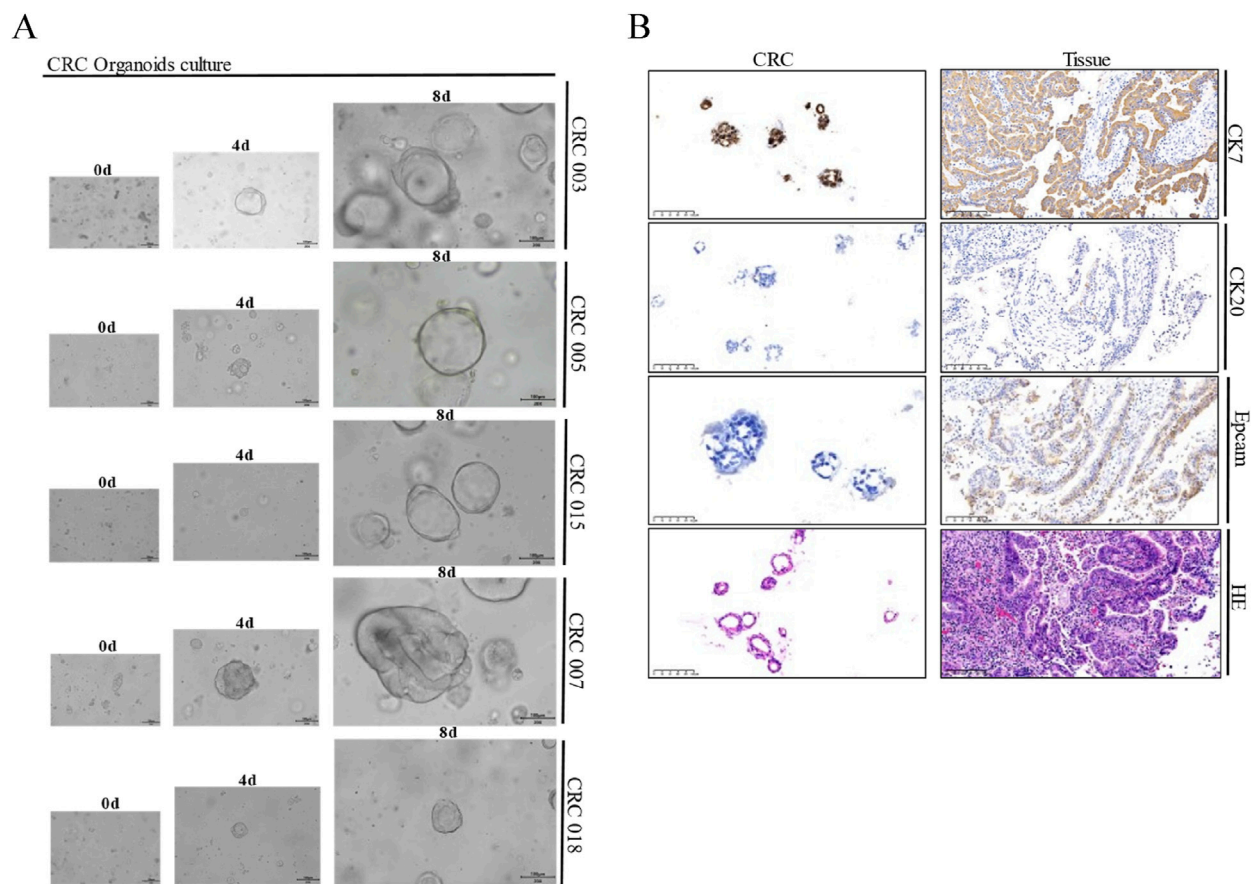 A
CRC Organoids culture
0d
4d
8d
CRC 003
0d
4d
8d
CRC 005
0d
4d
8d
CRC 015
0d
4d
8d
CRC 007
0d
4d
8d
CRC 018
B
CRC
Tissue
CK7
CK20
Epcam
HE